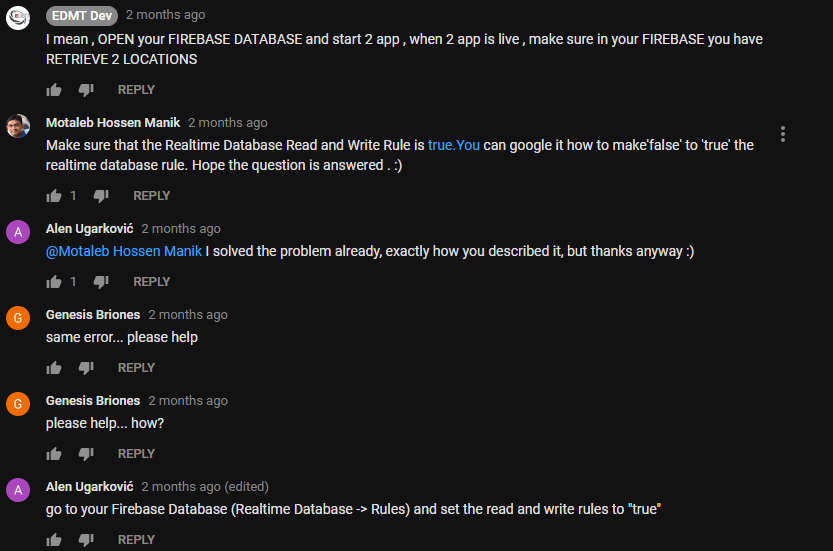 EDMT Dev 2 months ago
I mean , OPEN your FIREBASE DATABASE and start 2 app , when 2 app is live , make sure in your FIREBASE you have
RETRIEVE 2 LOCATIONS
REPLY
Motaleb Hossen Manik 2 months ago
Make sure that the Realtime Database Read and Write Rule is true.You can google it how to make'false' to 'true' the
realtime database rule. Hope the question is answered . :)
1 REPLY
A
Alen Ugarković 2 months ago
@Motaleb Hossen Manik I solved the problem already, exactly how you described it, but thanks anyway :)
1 REPLY
G
Genesis Briones 2 months ago
same error... please help
REPLY
G
Genesis Briones 2 months ago
please help... how?
REPLY
A
Alen Ugarković 2 months ago (edited)
go to your Firebase Database (Realtime Database -> Rules) and set the read and write rules to "true"
REPLY